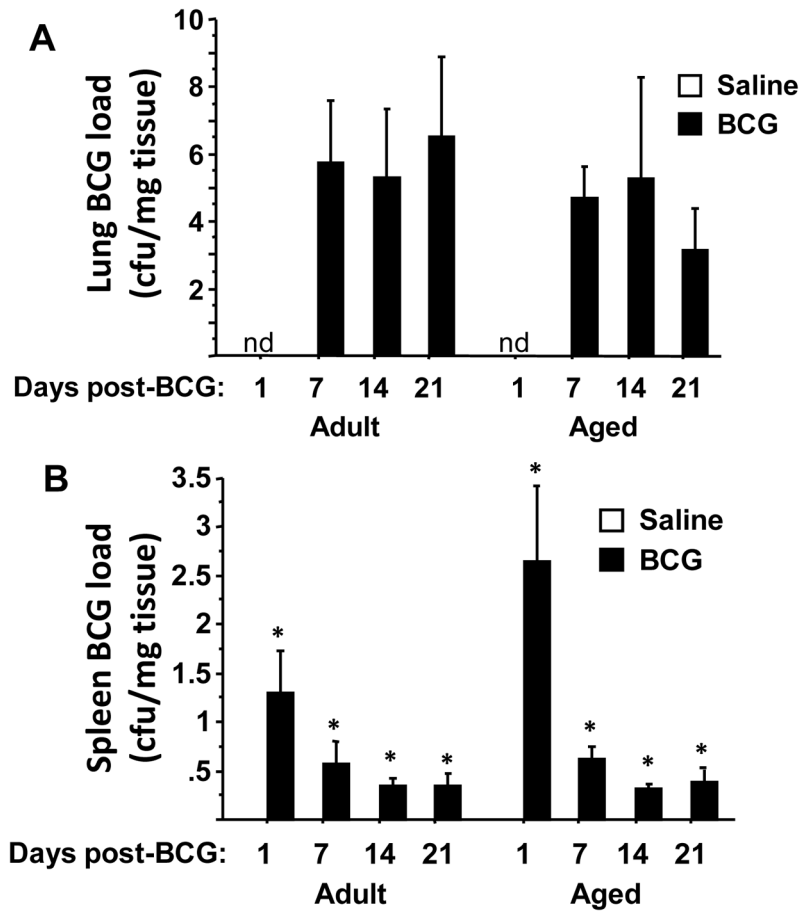 A
Lung BCG load
(cfu/mg tissue)
10
8
6
4
2
Saline
BCG
nd
nd
Days post-BCG: 1 7 14 21 1 7 14 21
Adult Aged
B
Spleen BCG load
(cfu/mg tissue)
3.5
3
2.5
2
1.5
1
.5
Saline
BCG
* * * * * * * *
Days post-BCG: 1 7 14 21 1 7 14 21
Adult Aged